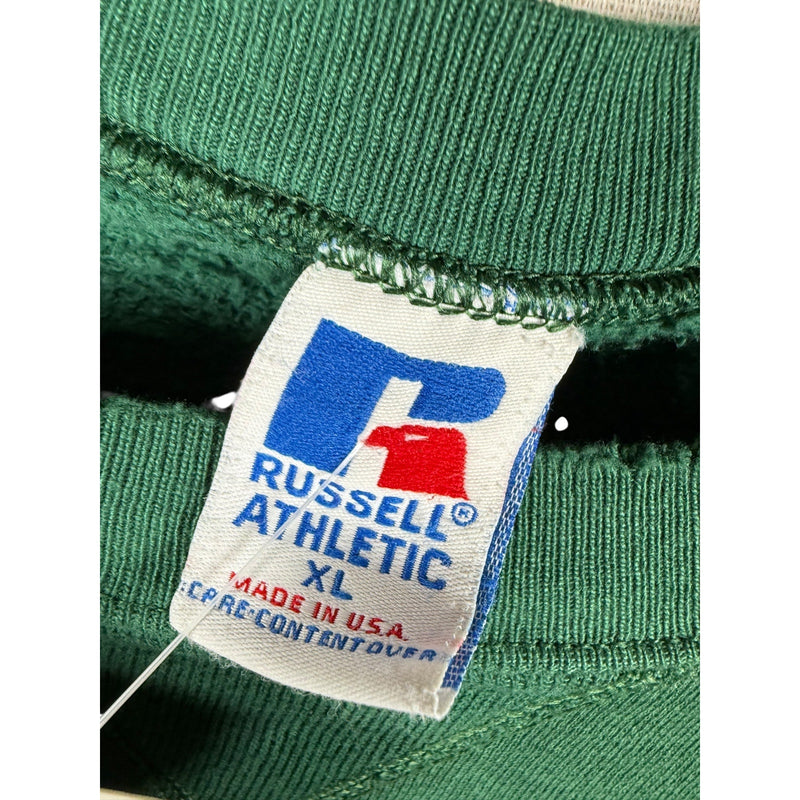 RUSSELL®
ATHLETIC
XL
MADE IN U.S.A.
CARE·CONTENT OVER